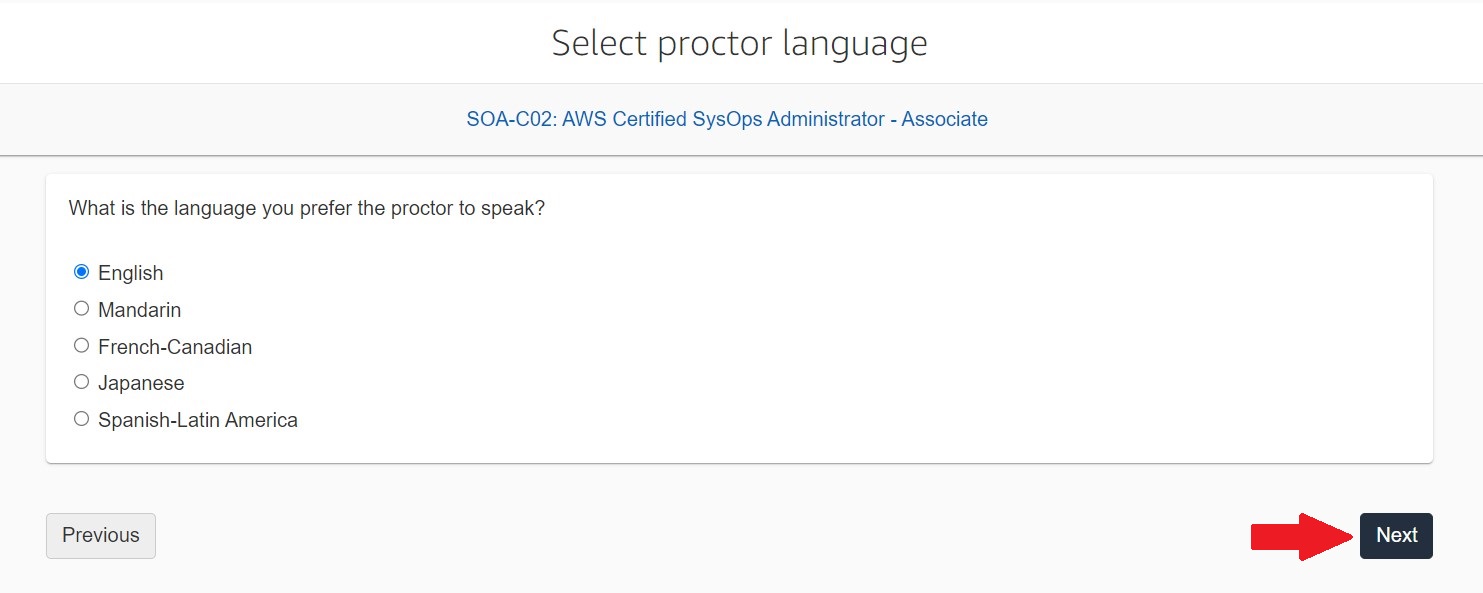 Select proctor language
SOA-C02: AWS Certified SysOps Administrator - Associate
What is the language you prefer the proctor to speak?
English
Mandarin
French-Canadian
Japanese
Spanish-Latin America
Previous
Next